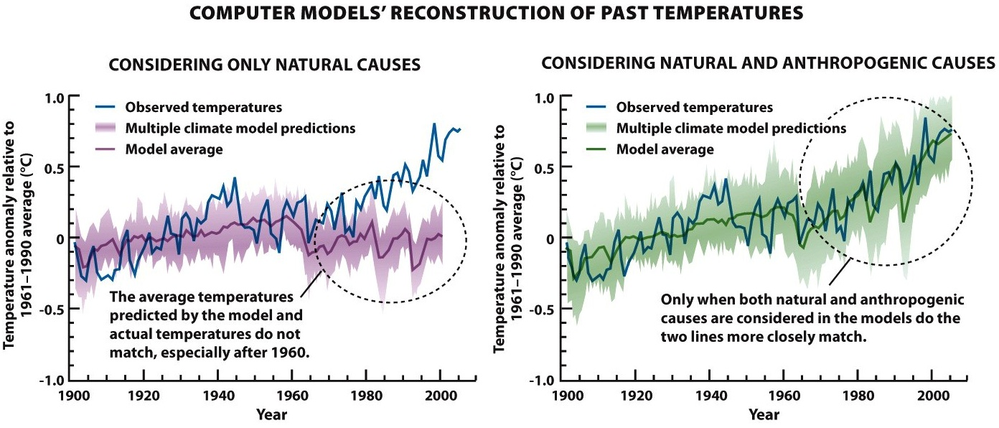 COMPUTER MODELS’ RECONSTRUCTION OF PAST TEMPERATURES
CONSIDERING ONLY NATURAL CAUSES
Temperature anomaly relative to
1961–1990 average (°C)
1.0
0.5
0
-0.5
-1.0
Observed temperatures
Multiple climate model predictions
Model average
The average temperatures
predicted by the model and
actual temperatures do not
match, especially after 1960.
1900 1920 1940 1960 1980 2000
Year
CONSIDERING NATURAL AND ANTHROPOGENIC CAUSES
Temperature anomaly relative to
1961–1990 average (°C)
1.0
0.5
0
-0.5
-1.0
Observed temperatures
Multiple climate model predictions
Model average
Only when both natural and anthropogenic
causes are considered in the models do the
two lines more closely match.
1900 1920 1940 1960 1980 2000
Year